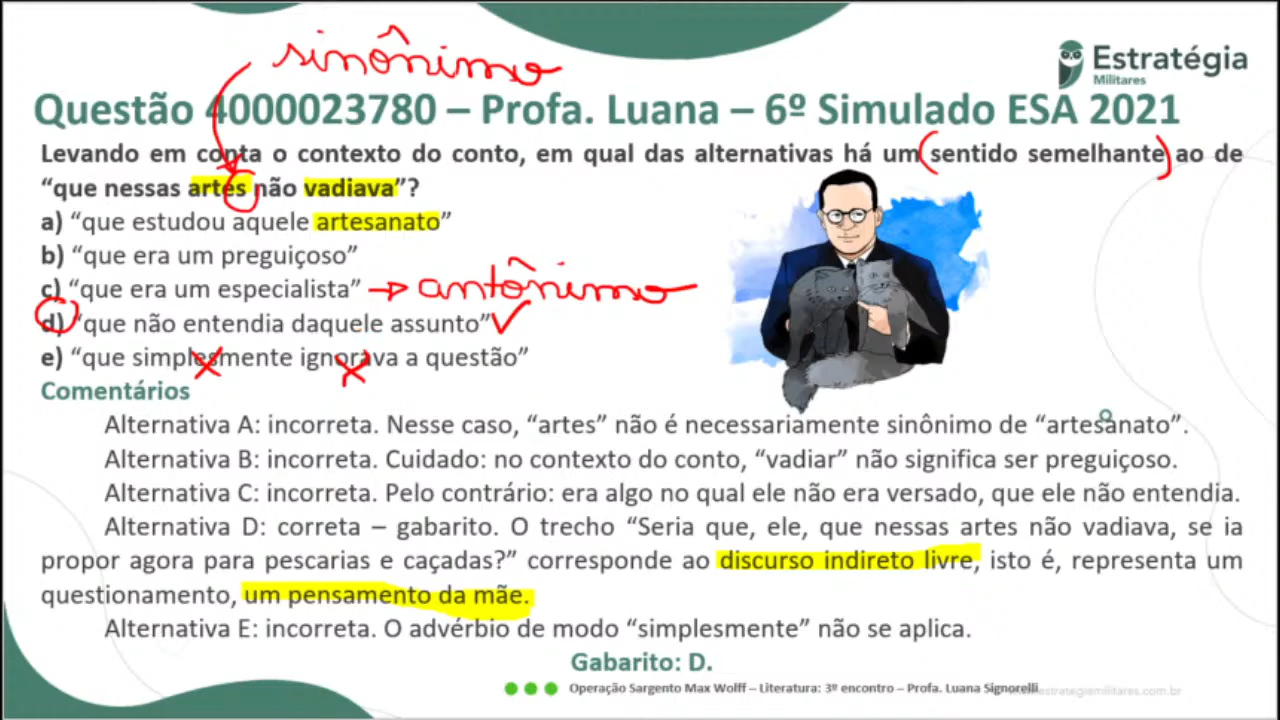 sinônimo
Estratégia
Militares
Questão 4000023780 – Profa. Luana – 6º Simulado ESA 2021
Levando em conta o contexto do conto, em qual das alternativas há um (sentido semelhante) ao de
“que nessas artes não vadiava”?
a) “que estudou aquele artesanato”
b) “que era um preguiçoso”
c) “que era um especialista” → antônimo
d) “que não entendia daquele assunto”
e) “que simplesmente ignorava a questão”
Comentários
Alternativa A: incorreta. Nesse caso, “artes” não é necessariamente sinônimo de “artesanato”.
Alternativa B: incorreta. Cuidado: no contexto do conto, “vadiar” não significa ser preguiçoso.
Alternativa C: incorreta. Pelo contrário: era algo no qual ele não era versado, que ele não entendia.
Alternativa D: correta – gabarito. O trecho “Seria que, ele, que nessas artes não vadiava, se ia
propor agora para pescarias e caçadas?” corresponde ao discurso indireto livre, isto é, representa um
questionamento, um pensamento da mãe.
Alternativa E: incorreta. O advérbio de modo “simplesmente” não se aplica.
Gabarito: D.
Operação Sargento Max Wolff – Literatura: 3º encontro – Profa. Luana Signorelli
estrategiamilitares.com.br